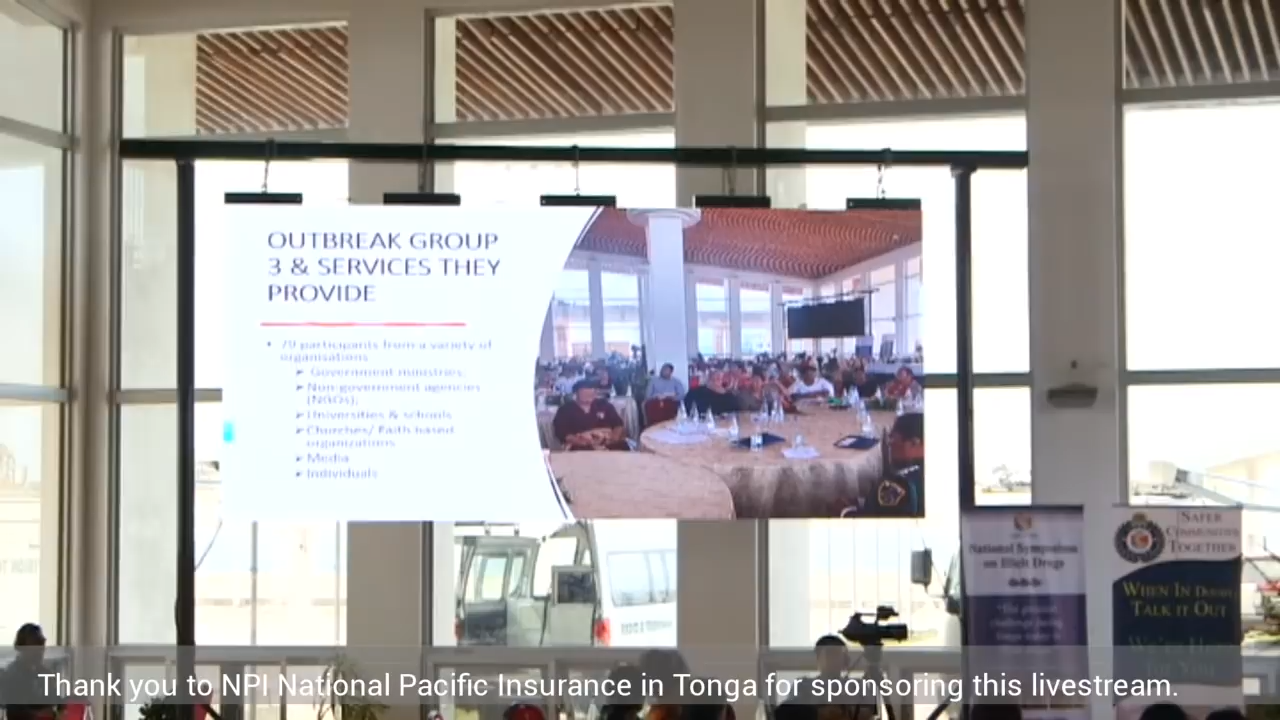 OUTBREAK GROUP
3 & SERVICES THEY
PROVIDE
• 79 participants from a variety of
organisations
Government ministries;
Non-government agencies
(NGOs);
Universities & schools
Churches/ Faith based
organizations
Media
Individuals
National Symposium
on Illicit Drugs
SAFER
COMMUNITIES
TOGETHER
WHEN IN DOUBT
TALK IT OUT
Thank you to NPI National Pacific Insurance in Tonga for sponsoring this livestream.